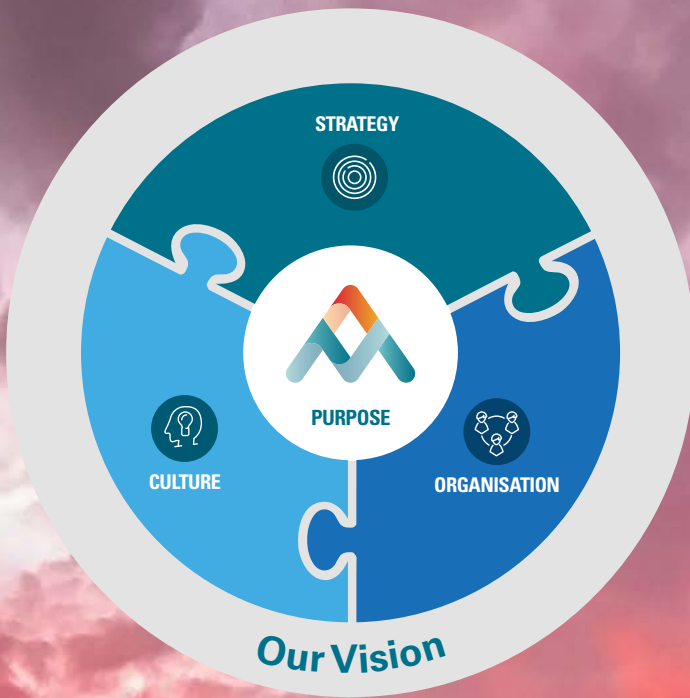 STRATEGY
PURPOSE
CULTURE
ORGANISATION
Our Vision